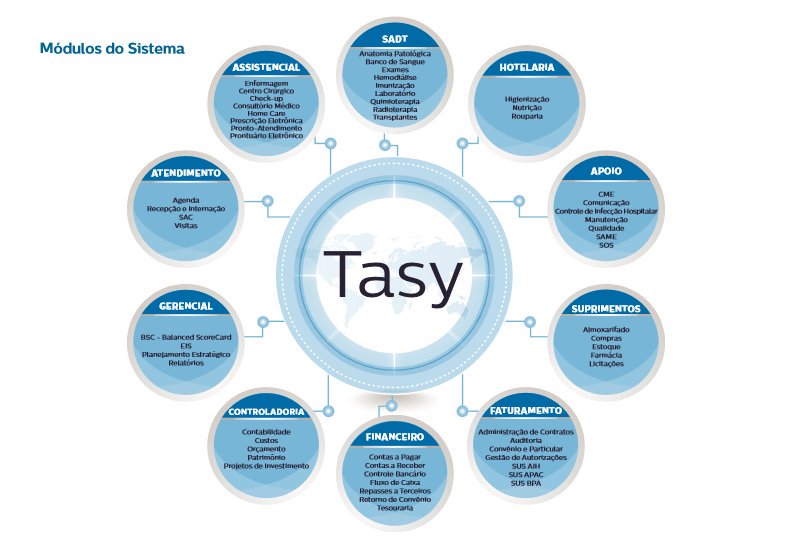 Módulos do Sistema
SADT
Anatomia Patológica
Banco de Sangue
Exames
Hemodiálise
Imunização
Laboratório
Quimioterapia
Radioterapia
Transplantes
HOTELARIA
Higienização
Nutrição
Rouparia
APOIO
CME
Comunicação
Controle de Infecção Hospitalar
Manutenção
Qualidade
SAME
SOS
SUPRIMENTOS
Almoxarifado
Compras
Estoque
Farmácia
Licitações
FATURAMENTO
Administração de Contratos
Auditoria
Convênio e Particular
Gestão de Autorizações
SUS AIH
SUS APAC
SUS BPA
FINANCEIRO
Contas a Pagar
Contas a Receber
Controle Bancário
Fluxo de Caixa
Repasses a Terceiros
Retorno de Convênio
Tesouraria
CONTROLADORIA
Contabilidade
Custos
Orçamento
Patrimônio
Projetos de Investimento
GERENCIAL
BSC - Balanced ScoreCard
EIS
Planejamento Estratégico
Relatórios
ATENDIMENTO
Agenda
Recepção e Internação
SAC
Visitas
ASSISTENCIAL
Enfermagem
Centro Cirúrgico
Check-up
Consultório Médico
Home Care
Prescrição Eletrônica
Pronto-Atendimento
Prontuário Eletrônico
Tasy